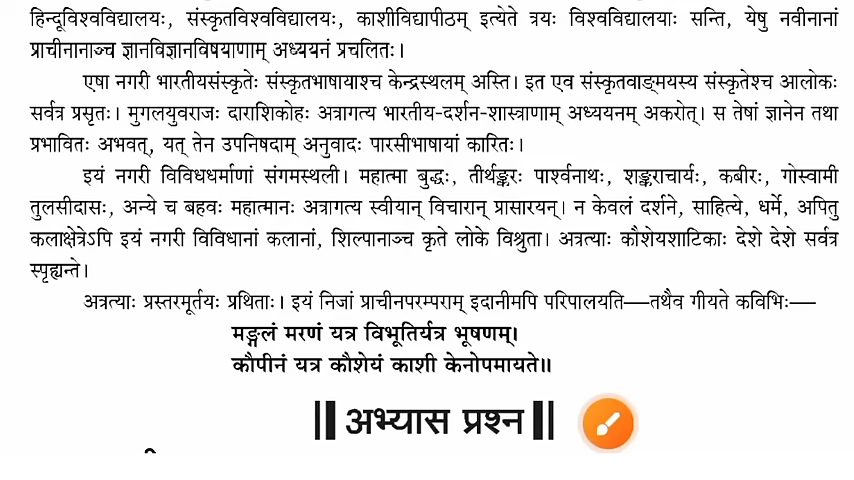 हिन्दूविश्वविद्यालयः, संस्कृतविश्वविद्यालयः, काशीविद्यापीठम् इत्येते त्रयः विश्वविद्यालयाः सन्ति, येषु नवीनानां
प्राचीनानाञ्च ज्ञानविज्ञानविषयाणाम् अध्ययनं प्रचलितः।
एषा नगरी भारतीयसंस्कृतेः संस्कृतभाषायाश्च केन्द्रस्थलम् अस्ति। इत एव संस्कृतवाङ्मयस्य संस्कृतेश्च आलोकः
सर्वत्र प्रसृतः। मुगलयुवराजः दाराशिकोहः अत्रागत्य भारतीय-दर्शन-शास्त्राणाम् अध्ययनम् अकरोत्। स तेषां ज्ञानेन तथा
प्रभावितः अभवत्, यत् तेन उपनिषदाम् अनुवादः पारसीभाषायां कारितः।
इयं नगरी विविधधर्माणां संगमस्थली। महात्मा बुद्धः, तीर्थङ्करः पार्श्वनाथः, शङ्कराचार्यः, कबीरः, गोस्वामी
तुलसीदासः, अन्ये च बहवः महात्मानः अत्रागत्य स्वीयान् विचारान् प्रासारयन्। न केवलं दर्शने, साहित्ये, धर्मे, अपितु
कलाक्षेत्रेऽपि इयं नगरी विविधानां कलानां, शिल्पानाञ्च कृते लोके विश्रुता। अत्रत्याः कौशेयशाटिकाः देशे देशे सर्वत्र
स्पृह्यन्ते।
अत्रत्याः प्रस्तरमूर्तयः प्रथिताः। इयं निजां प्राचीनपरम्पराम् इदानीमपि परिपालयति—तथैव गीयते कविभिः—
मङ्गलं मरणं यत्र विभूतिर्यत्र भूषणम्।
कौपीनं यत्र कौशेयं काशी केनोपमायते॥
|| अभ्यास प्रश्न ||